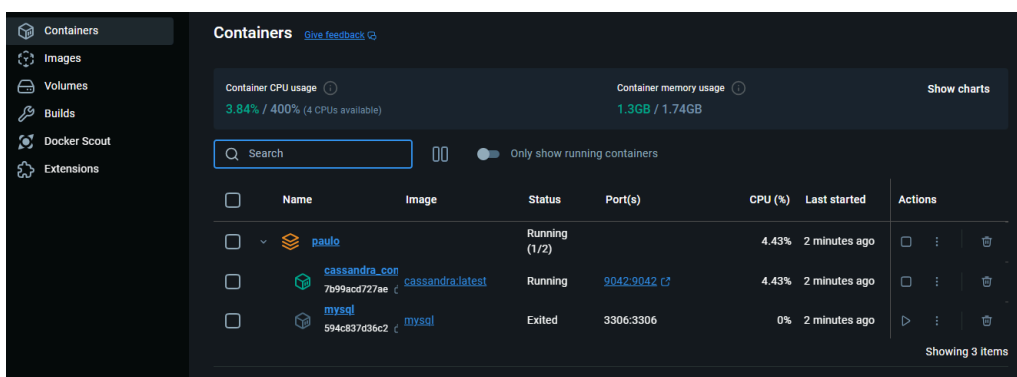 Containers
Images
Volumes
Builds
Docker Scout
Extensions
Containers Give feedback
Container CPU usage
3.84% / 400% (4 CPUs available)
Container memory usage
1.3GB / 1.74GB
Show charts
Search
Only show running containers
Name Image Status Port(s) CPU (%) Last started Actions
paulo Running (1/2) 4.43% 2 minutes ago
cassandra_con cassandra:latest Running 9042:9042 4.43% 2 minutes ago
7b99acd727ae
mysql mysql Exited 3306:3306 0% 2 minutes ago
594c837d36c2
Showing 3 items